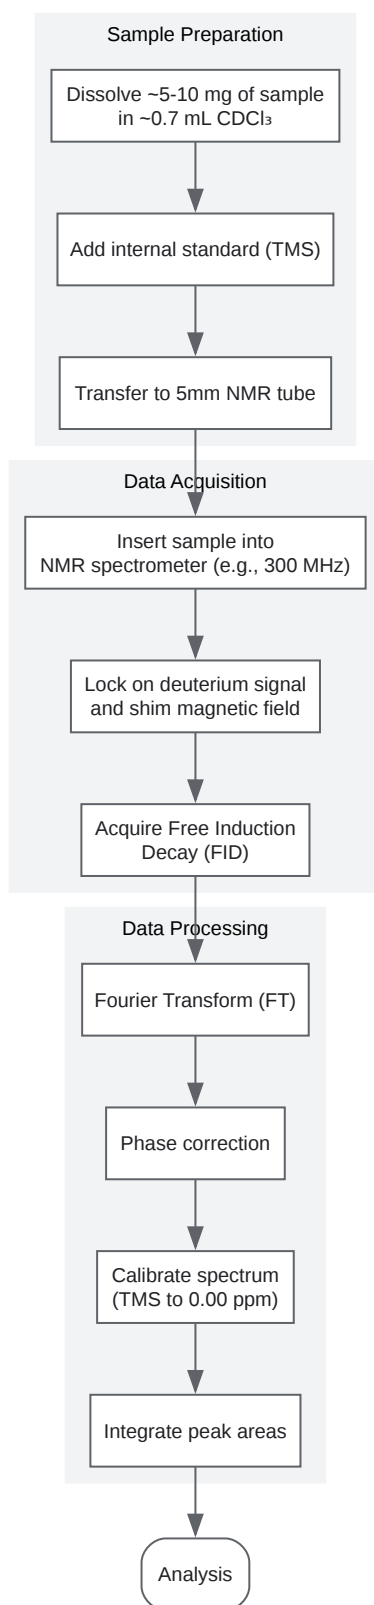 Sample Preparation
Dissolve ~5-10 mg of sample
in ~0.7 mL CDCl₃
Add internal standard (TMS)
Transfer to 5mm NMR tube
Data Acquisition
Insert sample into
NMR spectrometer (e.g., 300 MHz)
Lock on deuterium signal
and shim magnetic field
Acquire Free Induction
Decay (FID)
Data Processing
Fourier Transform (FT)
Phase correction
Calibrate spectrum
(TMS to 0.00 ppm)
Integrate peak areas
Analysis